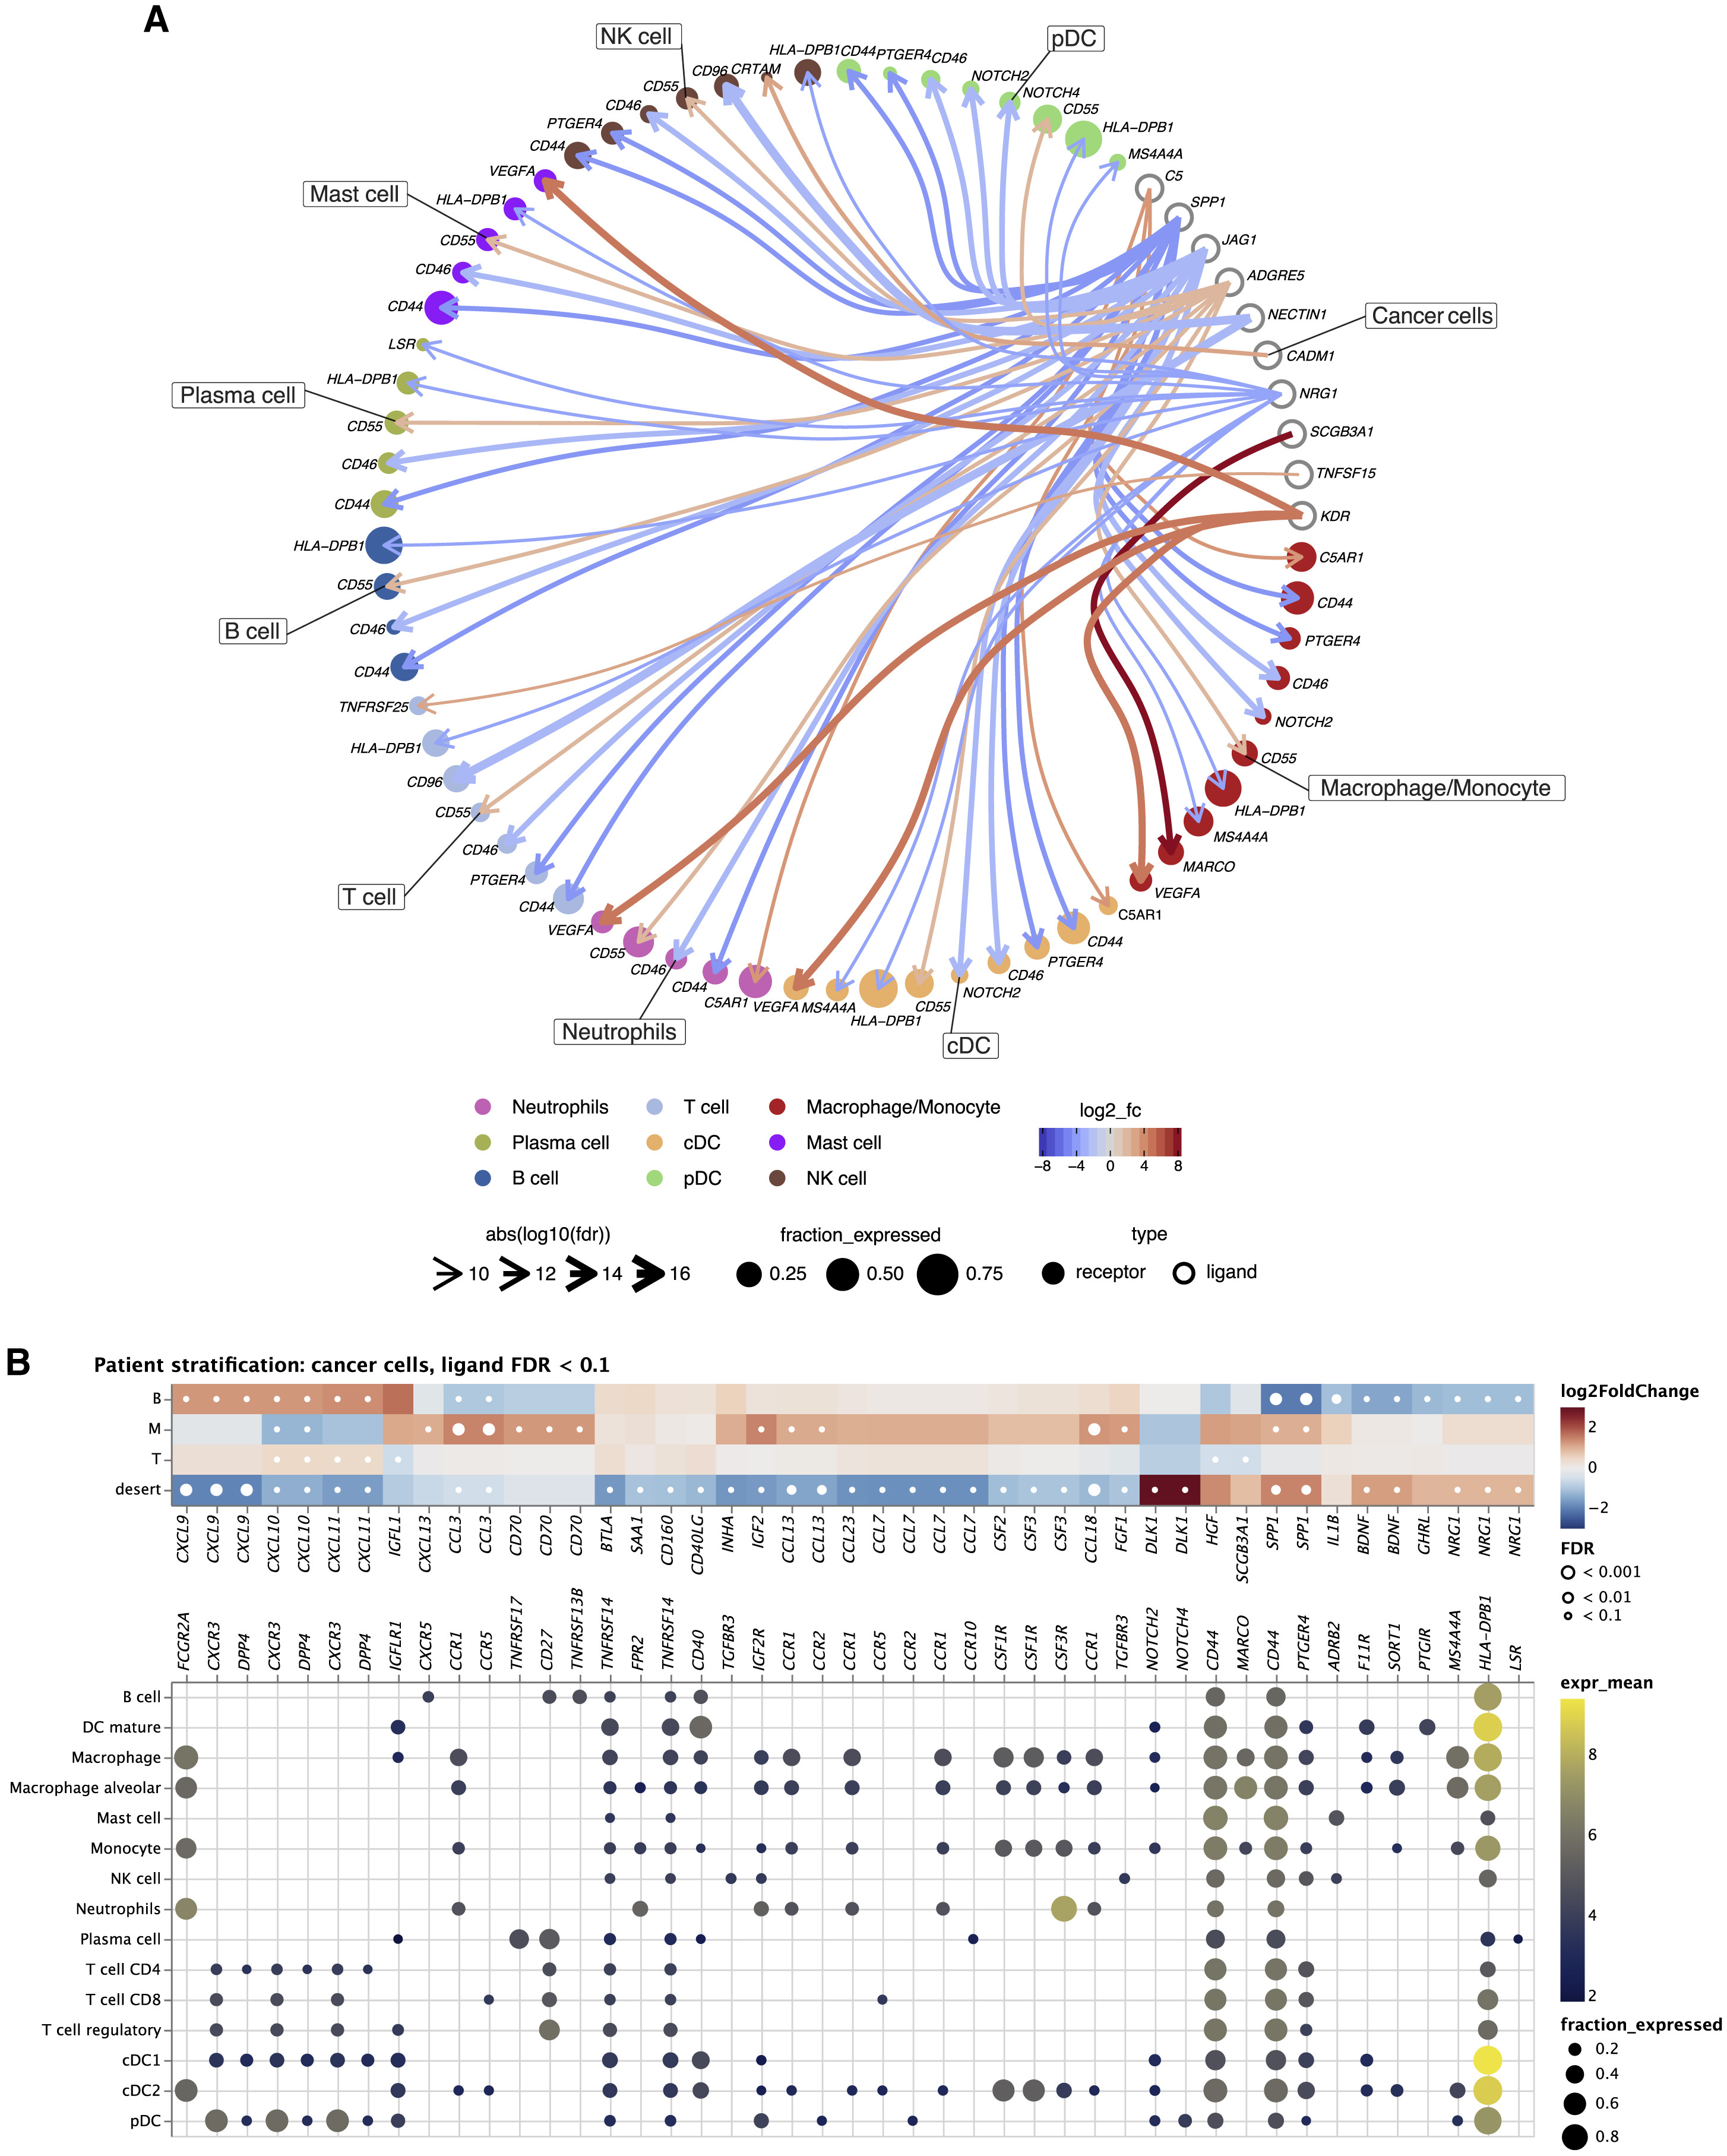 A
NK cell
pDC
HLA−DPB1
CD44
PTGER4
CD46
NOTCH2
NOTCH4
CD55
HLA−DPB1
MS4A4A
C5
SPP1
JAG1
ADGRE5
NECTIN1
Cancer cells
CADM1
NRG1
SCGB3A1
TNFSF15
KDR
C5AR1
CD44
PTGER4
CD46
NOTCH2
CD55
Macrophage/Monocyte
HLA−DPB1
MS4A4A
MARCO
VEGFA
C5AR1
CD44
PTGER4
CD46
NOTCH2
cDC
CD55
HLA−DPB1
MS4A4A
VEGFA
C5AR1
CD44
CD46
Neutrophils
CD55
VEGFA
CD44
PTGER4
CD46
CD55
T cell
CD96
HLA−DPB1
TNFRSF25
CD44
CD46
B cell
CD55
HLA−DPB1
CD44
CD46
CD55
Plasma cell
HLA−DPB1
LSR
CD44
CD46
CD55
Mast cell
HLA−DPB1
VEGFA
CD44
PTGER4
CD46
CD55
CD96
CRTAM
Neutrophils
T cell
Macrophage/Monocyte
Plasma cell
cDC
Mast cell
B cell
pDC
NK cell
log2_fc
−8 −4 0 4 8
abs(log10(fdr))
10 12 14 16
fraction_expressed
0.25 0.50 0.75
type
receptor ligand
B
Patient stratification: cancer cells, ligand FDR < 0.1
B
M
T
desert
CXCL9 CXCL9 CXCL9 CXCL10 CXCL10 CXCL11 CXCL11 IGFL1 CXCL13 CCL3 CCL3 CD70 CD70 CD70 BTLA SAA1 CD160 CD40LG INHA IGF2 CCL13 CCL13 CCL23 CCL7 CCL7 CCL7 CCL7 CSF2 CSF3 CSF3 CCL18 FGF1 DLK1 DLK1 HGF SCGB3A1 SPP1 SPP1 IL1B BDNF BDNF GHRL NRG1 NRG1 NRG1
FCGR2A CXCR3 DPP4 CXCR3 DPP4 CXCR3 DPP4 IGFLR1 CXCR5 CCR1 CCR5 TNFRSF17 CD27 TNFRSF13B TNFRSF14 FPR2 TNFRSF14 CD40 TGFBR3 IGF2R CCR1 CCR2 CCR1 CCR5 CCR2 CCR1 CCR10 CSF1R CSF1R CSF3R CCR1 TGFBR3 NOTCH2 NOTCH4 CD44 MARCO CD44 PTGER4 ADRB2 F11R SORT1 PTGIR MS4A4A HLA-DPB1 LSR
B cell
DC mature
Macrophage
Macrophage alveolar
Mast cell
Monocyte
NK cell
Neutrophils
Plasma cell
T cell CD4
T cell CD8
T cell regulatory
cDC1
cDC2
pDC
log2FoldChange
2
0
−2
FDR
< 0.001
< 0.01
< 0.1
expr_mean
8
6
4
2
fraction_expressed
0.2
0.4
0.6
0.8